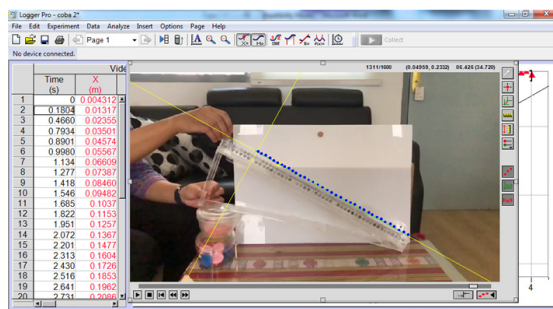 Logger Pro - coba 2*
File Edit Experiment Data Analyze Insert Options Page Help
Page 1
Collect
No device connected.
Vide
Time X
(s) (m)
1 0 0.004312
2 0.1804 0.01317
3 0.4660 0.02355
4 0.7934 0.03501
5 0.8901 0.04574
6 0.9980 0.05567
7 1.134 0.06609
8 1.277 0.07387
9 1.418 0.08460
10 1.546 0.09482
11 1.685 0.1037
12 1.822 0.1153
13 1.951 0.1257
14 2.072 0.1367
15 2.201 0.1477
16 2.313 0.1604
17 2.430 0.1726
18 2.516 0.1853
19 2.641 0.1962
20 2.731 0.2086
1311/1600 (0.04959, 0.2332) 06.426 (34.720)
4